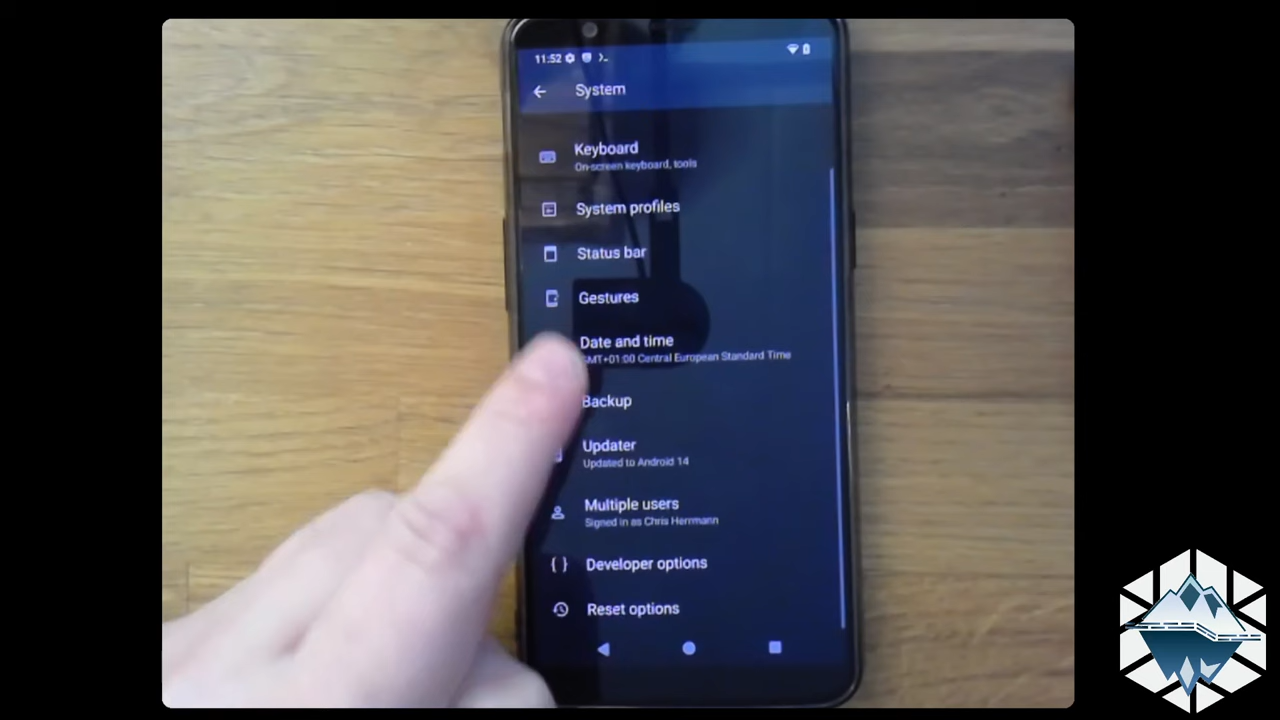 11:52
System
Keyboard
On-screen keyboard, tools
System profiles
Status bar
Gestures
Date and time
GMT+01:00 Central European Standard Time
Backup
Updater
Updated to Android 14
Multiple users
Signed in as Chris Herrmann
Developer options
Reset options